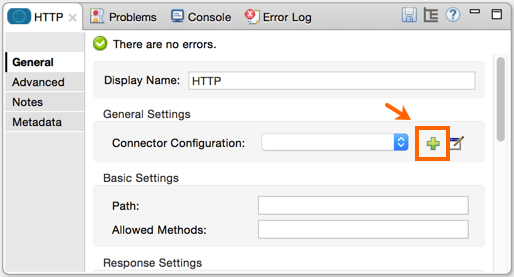 HTTP Problems Console Error Log
There are no errors.
General
Advanced
Notes
Metadata
Display Name: HTTP
General Settings
Connector Configuration:
Basic Settings
Path:
Allowed Methods:
Response Settings